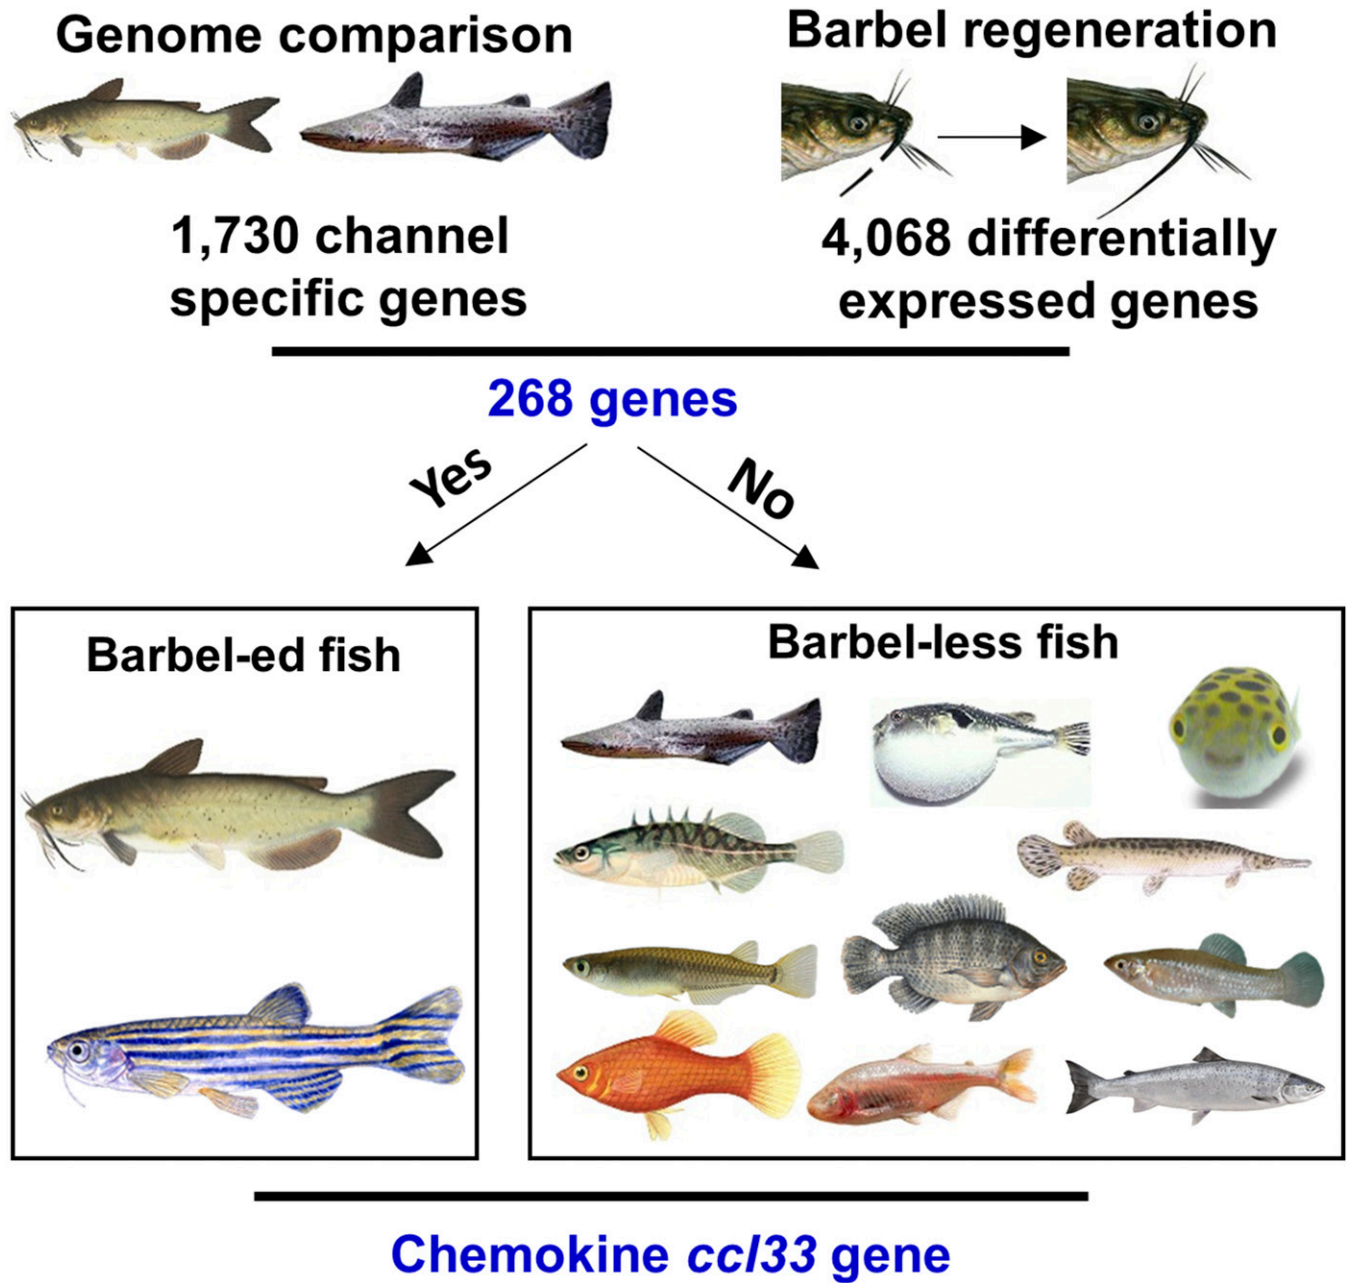 Genome comparison
Barbel regeneration
1,730 channel
specific genes
4,068 differentially
expressed genes
268 genes
Yes
No
Barbel-ed fish
Barbel-less fish
Chemokine ccl33 gene